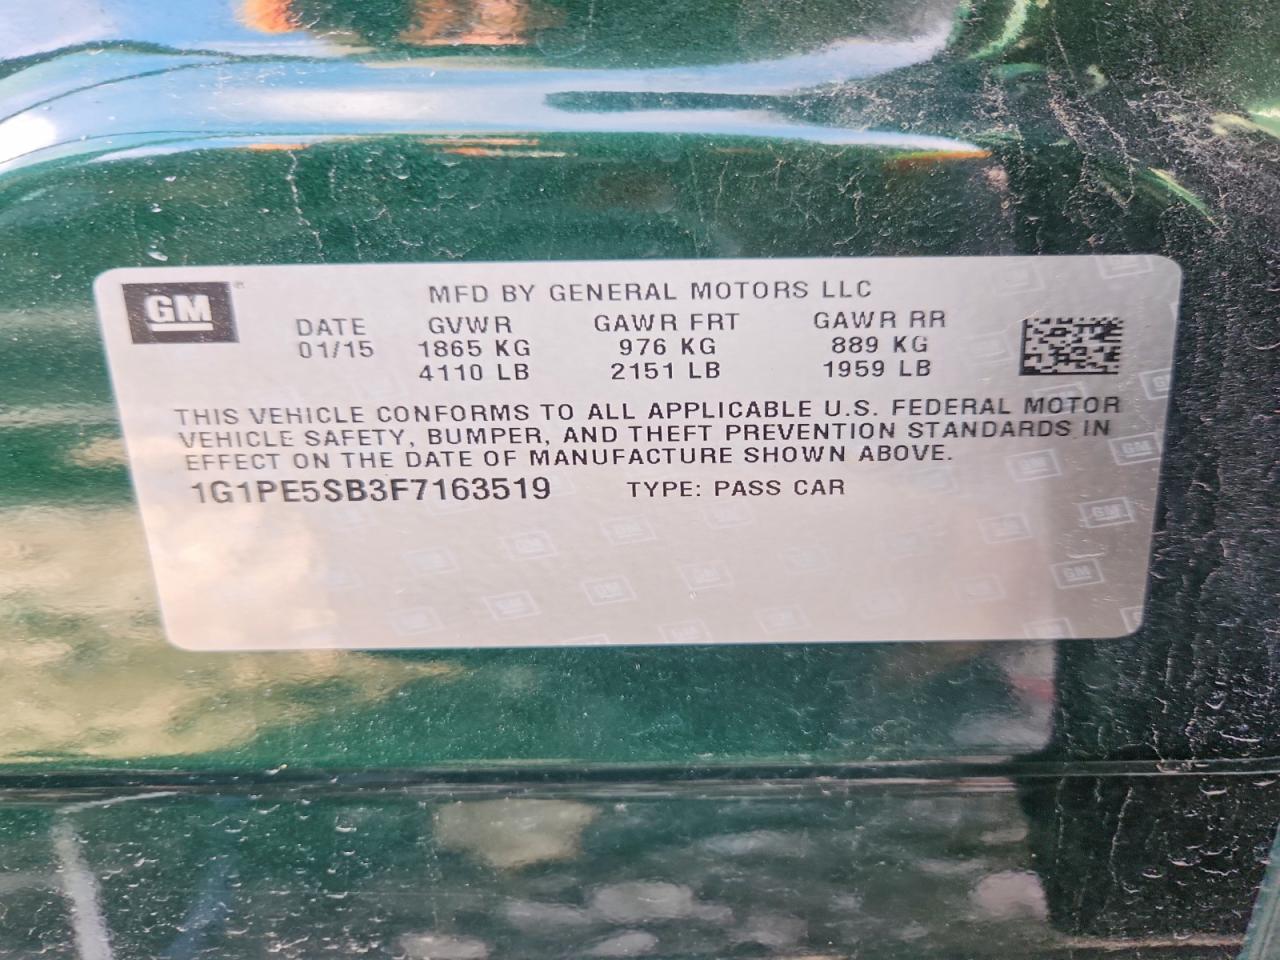 GM
MFD BY GENERAL MOTORS LLC
DATE GVWR GAWR FRT GAWR RR
01/15 1865 KG 976 KG 889 KG
4110 LB 2151 LB 1959 LB
THIS VEHICLE CONFORMS TO ALL APPLICABLE U.S. FEDERAL MOTOR
VEHICLE SAFETY, BUMPER, AND THEFT PREVENTION STANDARDS IN
EFFECT ON THE DATE OF MANUFACTURE SHOWN ABOVE.
1G1PE5SB3F7163519 TYPE: PASS CAR